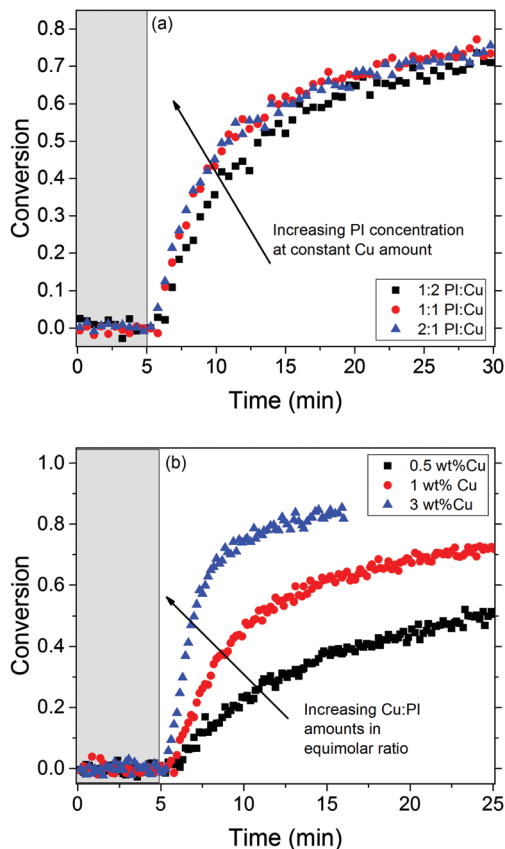 (a)
0.8
0.7
0.6
0.5
0.4
0.3
0.2
0.1
0.0
Conversion
Increasing PI concentration
at constant Cu amount
1:2 PI:Cu
1:1 PI:Cu
2:1 PI:Cu
0 5 10 15 20 25 30
Time (min)
(b)
1.0
0.8
0.6
0.4
0.2
0.0
Conversion
0.5 wt%Cu
1 wt% Cu
3 wt%Cu
Increasing Cu:PI
amounts in
equimolar ratio
0 5 10 15 20 25
Time (min)